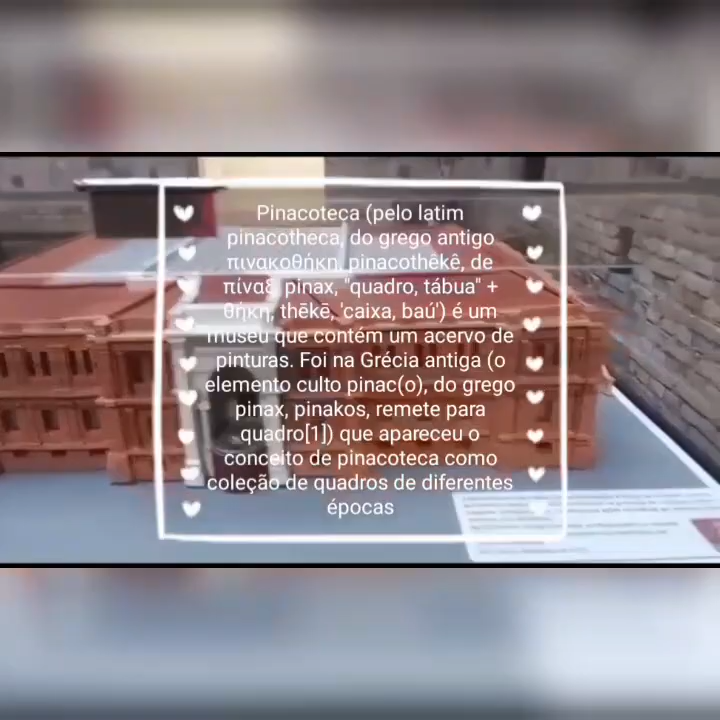 Pinacoteca (pelo latim
pinacotheca, do grego antigo
πινακοθήκη, pinacothêkê, de
πίναξ, pinax, "quadro, tábua" +
θήκη, thēkē, 'caixa, baú') é um
museu que contém um acervo de
pinturas. Foi na Grécia antiga (o
elemento culto pinac(o), do grego
pinax, pinakos, remete para
quadro[1]) que apareceu o
conceito de pinacoteca como
coleção de quadros de diferentes
épocas